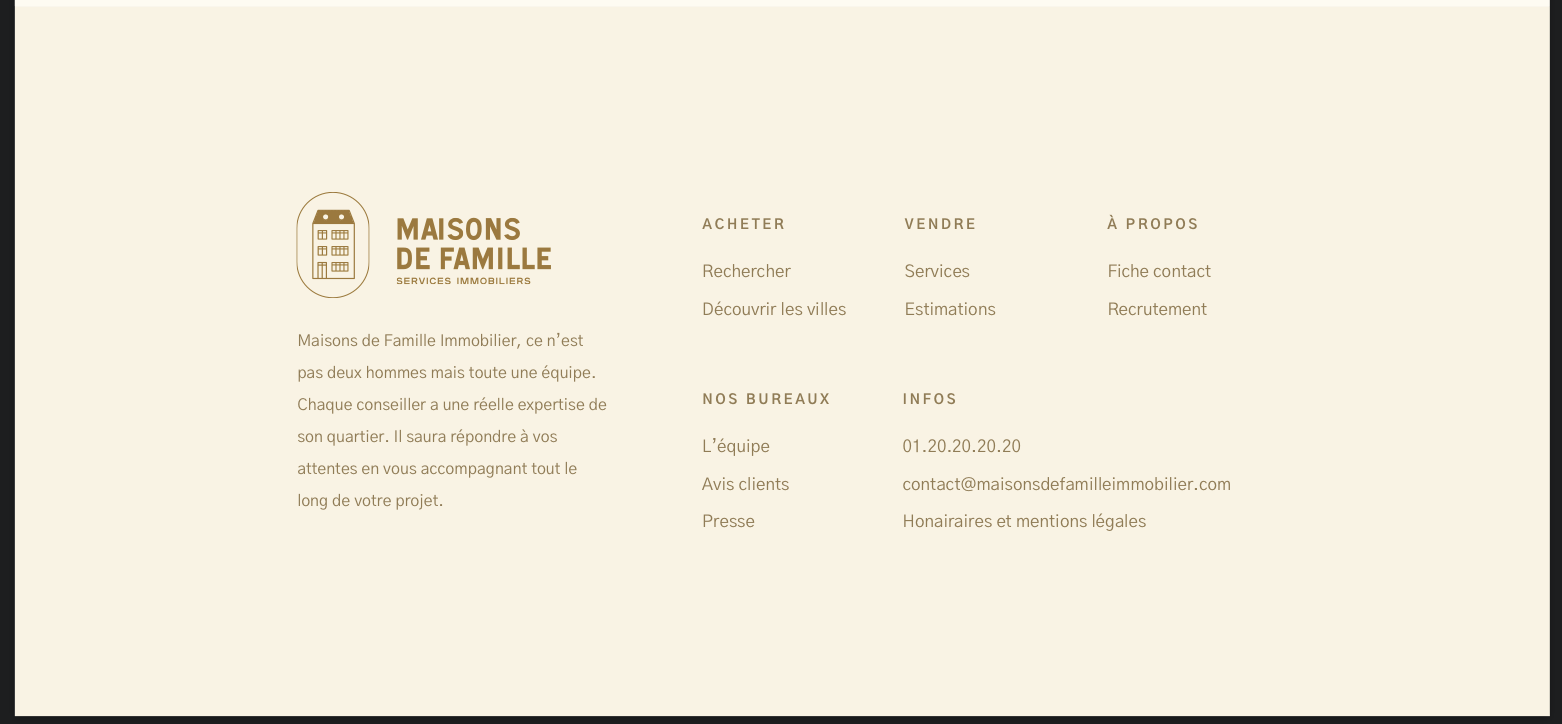 MAISONS
DE FAMILLE
SERVICES IMMOBILIERS
Maisons de Famille Immobilier, ce n’est
pas deux hommes mais toute une équipe.
Chaque conseiller a une réelle expertise de
son quartier. Il saura répondre à vos
attentes en vous accompagnant tout le
long de votre projet.
ACHETER
Rechercher
Découvrir les villes
VENDRE
Services
Estimations
À PROPOS
Fiche contact
Recrutement
NOS BUREAUX
L’équipe
Avis clients
Presse
INFOS
01.20.20.20.20
contact@maisonsdefamilleimmobilier.com
Honairaires et mentions légales